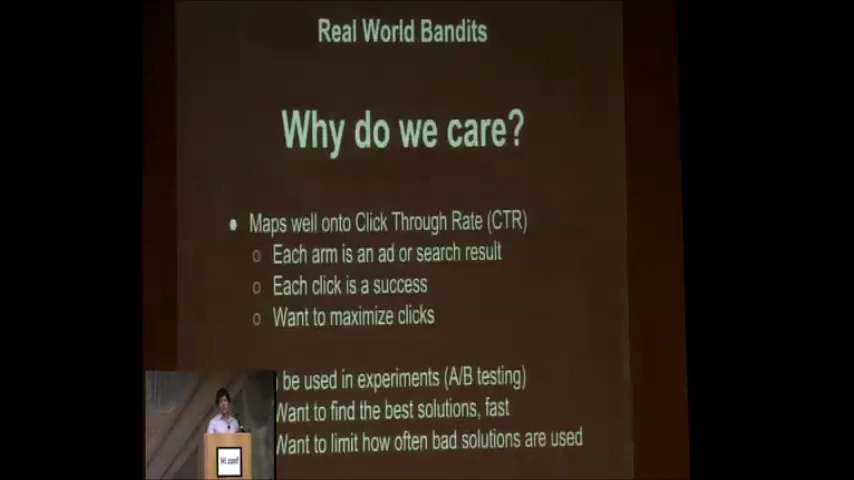 Real World Bandits
Why do we care?
● Maps well onto Click Through Rate (CTR)
○ Each arm is an ad or search result
○ Each click is a success
○ Want to maximize clicks
be used in experiments (A/B testing)
Want to find the best solutions, fast
Want to limit how often bad solutions are used